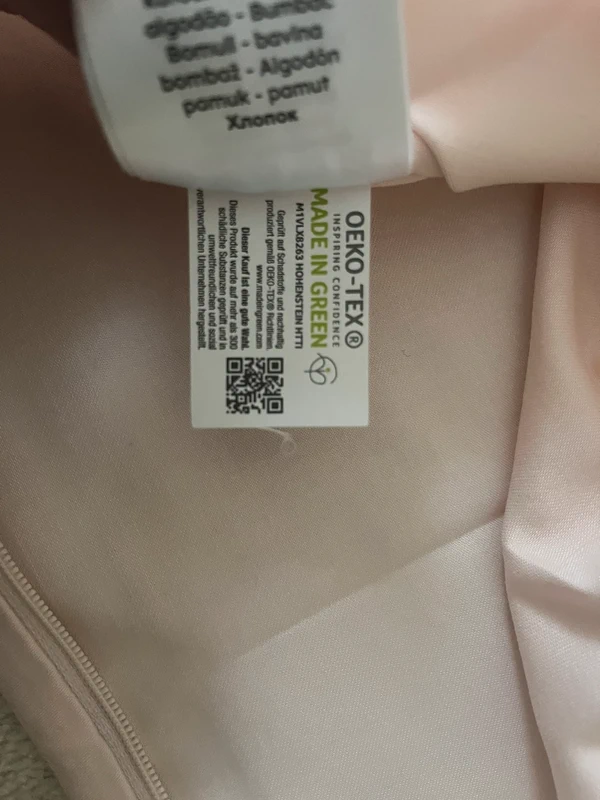 algodão - Bumbac
Bomull - bavlna
bombaž - Algodón
pamuk - pamut
Хлопок
OEKO-TEX®
INSPIRING CONFIDENCE
MADE IN GREEN
M1VLX8263 HOHENSTEIN HTTI
Geprüft auf Schadstoffe und nachhaltig
produziert gemäß OEKO-TEX® Richtlinien.
www.madeingreen.com
Dieser Kauf ist eine gute Wahl.
Dieses Produkt wurde auf mehr als 300
schädliche Substanzen geprüft und in
umweltfreundlichen und sozial
verantwortlichen Unternehmen hergestellt.